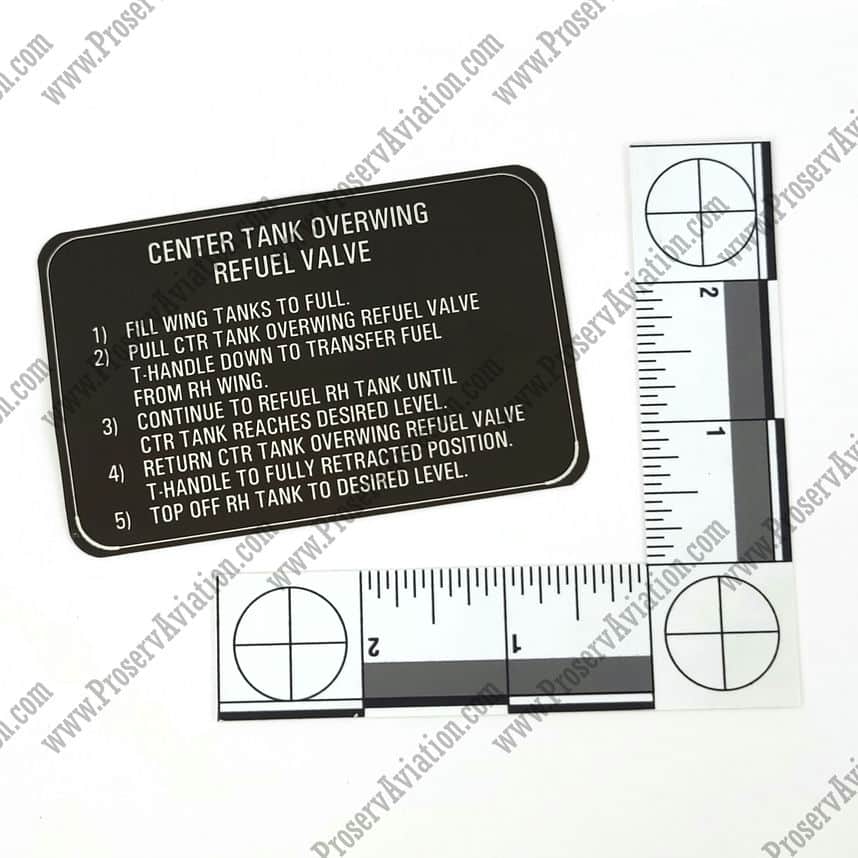 CENTER TANK OVERWING
REFUEL VALVE
1) FILL WING TANKS TO FULL.
2) PULL CTR TANK OVERWING REFUEL VALVE
T-HANDLE DOWN TO TRANSFER FUEL
FROM RH WING.
3) CONTINUE TO REFUEL RH TANK UNTIL
CTR TANK REACHES DESIRED LEVEL.
4) RETURN CTR TANK OVERWING REFUEL VALVE
T-HANDLE TO FULLY RETRACTED POSITION.
5) TOP OFF RH TANK TO DESIRED LEVEL.
2
1
2
1
www.ProservAviation.com